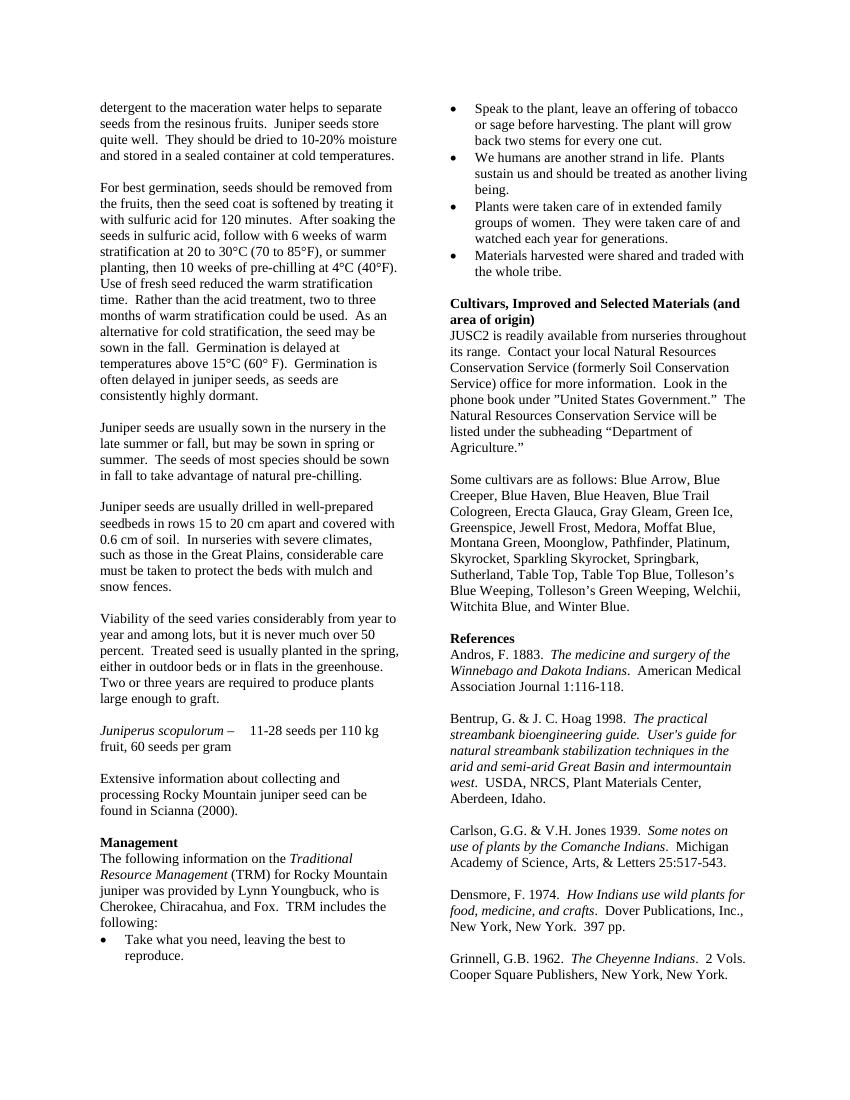 detergent to the maceration water helps to separate
seeds from the resinous fruits.  Juniper seeds store
quite well.  They should be dried to 10-20% moisture
and stored in a sealed container at cold temperatures.
For best germination, seeds should be removed from
the fruits, then the seed coat is softened by treating it
with sulfuric acid for 120 minutes.  After soaking the
seeds in sulfuric acid, follow with 6 weeks of warm
stratification at 20 to 30°C (70 to 85°F), or summer
planting, then 10 weeks of pre-chilling at 4°C (40°F).
Use of fresh seed reduced the warm stratification
time.  Rather than the acid treatment, two to three
months of warm stratification could be used.  As an
alternative for cold stratification, the seed may be
sown in the fall.  Germination is delayed at
temperatures above 15°C (60° F).  Germination is
often delayed in juniper seeds, as seeds are
consistently highly dormant.
Juniper seeds are usually sown in the nursery in the
late summer or fall, but may be sown in spring or
summer.  The seeds of most species should be sown
in fall to take advantage of natural pre-chilling.
Juniper seeds are usually drilled in well-prepared
seedbeds in rows 15 to 20 cm apart and covered with
0.6 cm of soil.  In nurseries with severe climates,
such as those in the Great Plains, considerable care
must be taken to protect the beds with mulch and
snow fences.
Viability of the seed varies considerably from year to
year and among lots, but it is never much over 50
percent.  Treated seed is usually planted in the spring,
either in outdoor beds or in flats in the greenhouse.
Two or three years are required to produce plants
large enough to graft.
Juniperus scopulorum –    11-28 seeds per 110 kg
fruit, 60 seeds per gram
Extensive information about collecting and
processing Rocky Mountain juniper seed can be
found in Scianna (2000).
Management
The following information on the Traditional
Resource Management (TRM) for Rocky Mountain
juniper was provided by Lynn Youngbuck, who is
Cherokee, Chiracahua, and Fox.  TRM includes the
following:
• Take what you need, leaving the best to
reproduce.
• Speak to the plant, leave an offering of tobacco
or sage before harvesting. The plant will grow
back two stems for every one cut.
• We humans are another strand in life.  Plants
sustain us and should be treated as another living
being.
• Plants were taken care of in extended family
groups of women.  They were taken care of and
watched each year for generations.
• Materials harvested were shared and traded with
the whole tribe.
Cultivars, Improved and Selected Materials (and
area of origin)
JUSC2 is readily available from nurseries throughout
its range.  Contact your local Natural Resources
Conservation Service (formerly Soil Conservation
Service) office for more information.  Look in the
phone book under ”United States Government.”  The
Natural Resources Conservation Service will be
listed under the subheading “Department of
Agriculture.”
Some cultivars are as follows: Blue Arrow, Blue
Creeper, Blue Haven, Blue Heaven, Blue Trail
Cologreen, Erecta Glauca, Gray Gleam, Green Ice,
Greenspice, Jewell Frost, Medora, Moffat Blue,
Montana Green, Moonglow, Pathfinder, Platinum,
Skyrocket, Sparkling Skyrocket, Springbark,
Sutherland, Table Top, Table Top Blue, Tolleson’s
Blue Weeping, Tolleson’s Green Weeping, Welchii,
Witchita Blue, and Winter Blue.
References
Andros, F. 1883.  The medicine and surgery of the
Winnebago and Dakota Indians.  American Medical
Association Journal 1:116-118.
Bentrup, G. & J. C. Hoag 1998.  The practical
streambank bioengineering guide.  User's guide for
natural streambank stabilization techniques in the
arid and semi-arid Great Basin and intermountain
west.  USDA, NRCS, Plant Materials Center,
Aberdeen, Idaho.
Carlson, G.G. & V.H. Jones 1939.  Some notes on
use of plants by the Comanche Indians.  Michigan
Academy of Science, Arts, & Letters 25:517-543.
Densmore, F. 1974.  How Indians use wild plants for
food, medicine, and crafts.  Dover Publications, Inc.,
New York, New York.  397 pp.
Grinnell, G.B. 1962.  The Cheyenne Indians.  2 Vols.
Cooper Square Publishers, New York, New York.